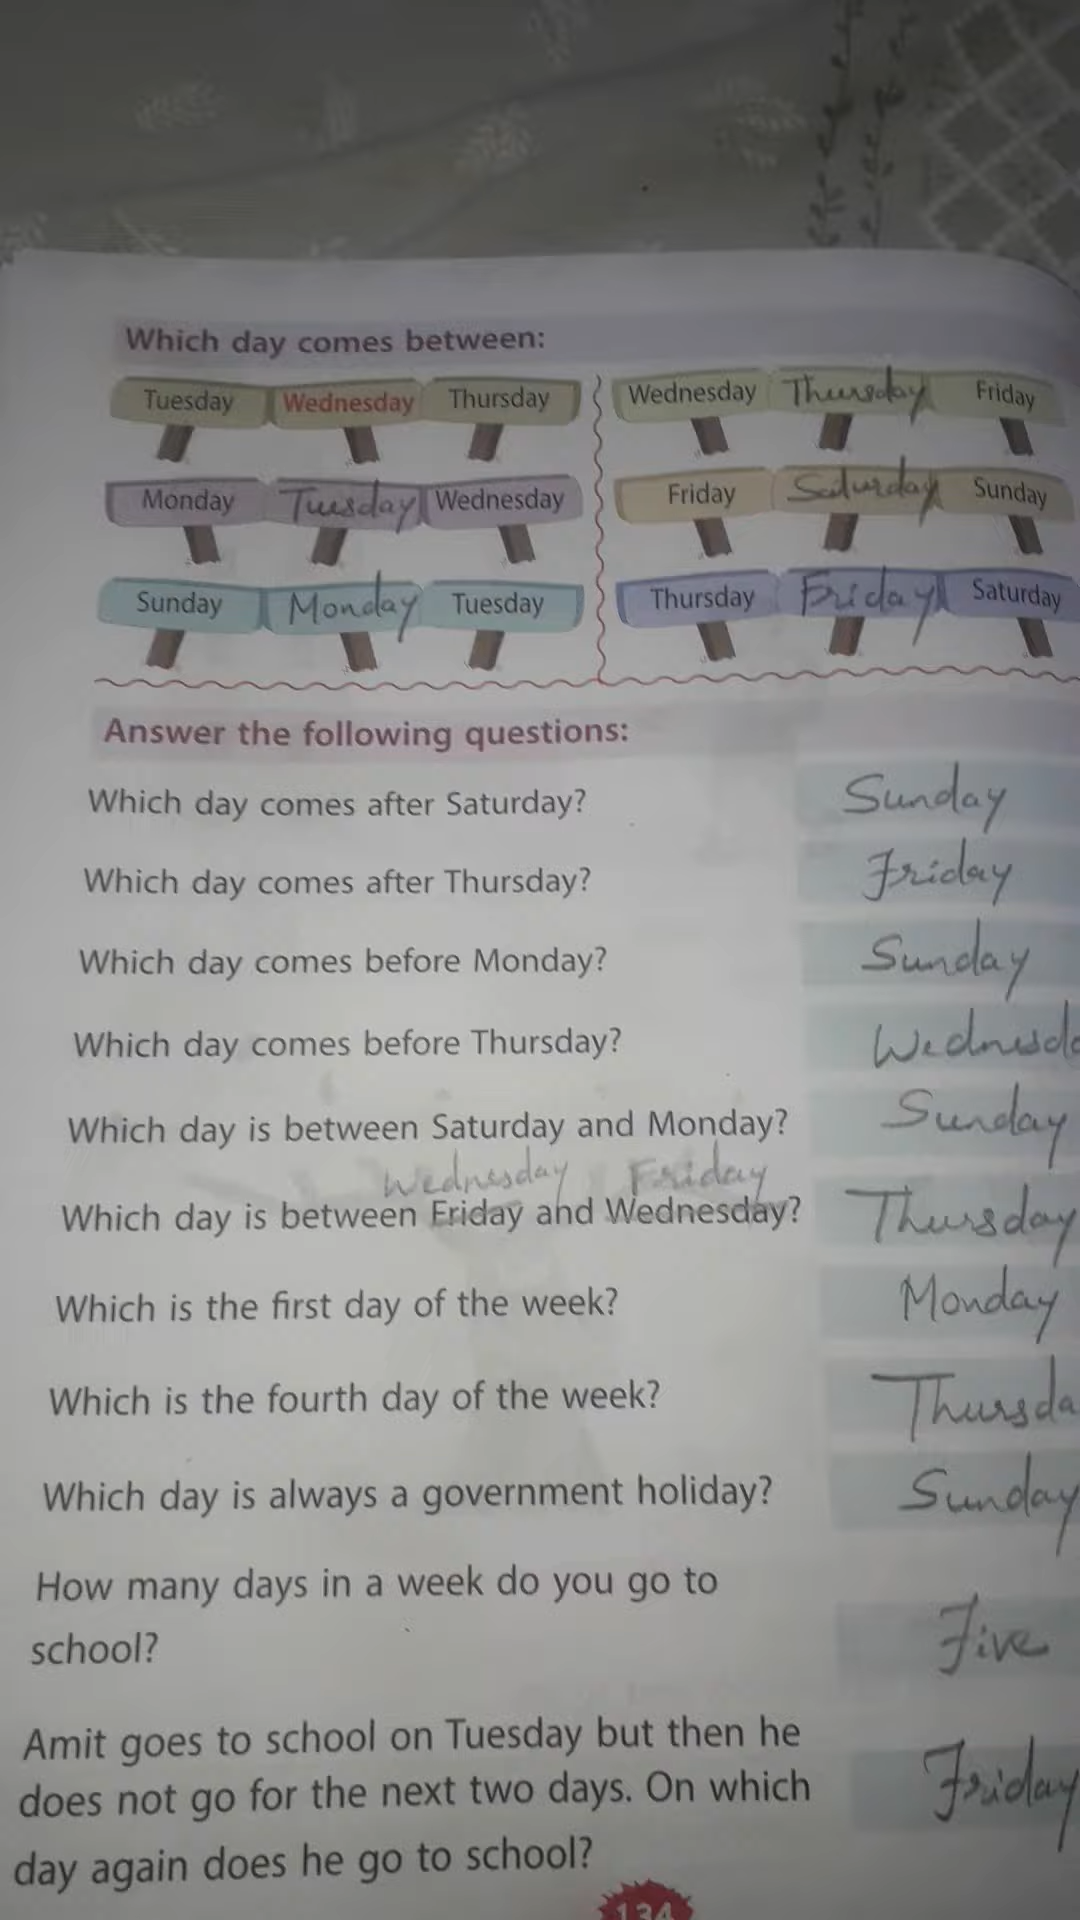 Which day comes between:
Tuesday Wednesday Thursday Wednesday Thursday Friday
Monday Tuesday Wednesday Friday Saturday Sunday
Sunday Monday Tuesday Thursday Friday Saturday
Answer the following questions:
Which day comes after Saturday? Sunday
Which day comes after Thursday? Friday
Which day comes before Monday? Sunday
Which day comes before Thursday? Wednesda
Which day is between Saturday and Monday? Sunday
Wednesday Friday
Which day is between Friday and Wednesday? Thursday
Which is the first day of the week? Monday
Which is the fourth day of the week? Thursda
Which day is always a government holiday? Sunday
How many days in a week do you go to
school? Five
Amit goes to school on Tuesday but then he
does not go for the next two days. On which Friday
day again does he go to school?
134